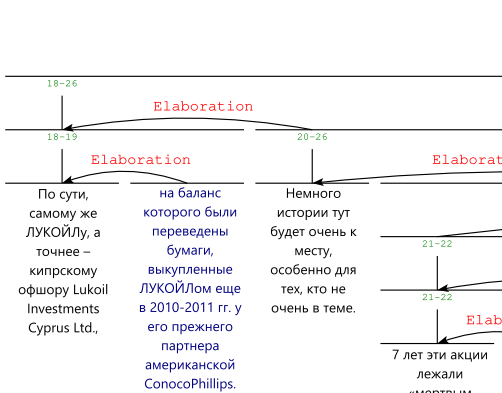 18-26
Elaboration
18-19
20-26
Elaboration
Elaborat
По сути,
самому же
ЛУКОЙЛу, а
точнее –
кипрскому
офшору Lukoil
Investments
Cyprus Ltd.,
на баланс
которого были
переведены
бумаги,
выкупленные
ЛУКОЙЛом еще
в 2010-2011 гг. у
его прежнего
партнера
американской
ConocoPhillips.
Немного
истории тут
будет очень к
месту,
особенно для
тех, кто не
очень в теме.
21-22
21-22
Elab
7 лет эти акции
лежали
«мертвым